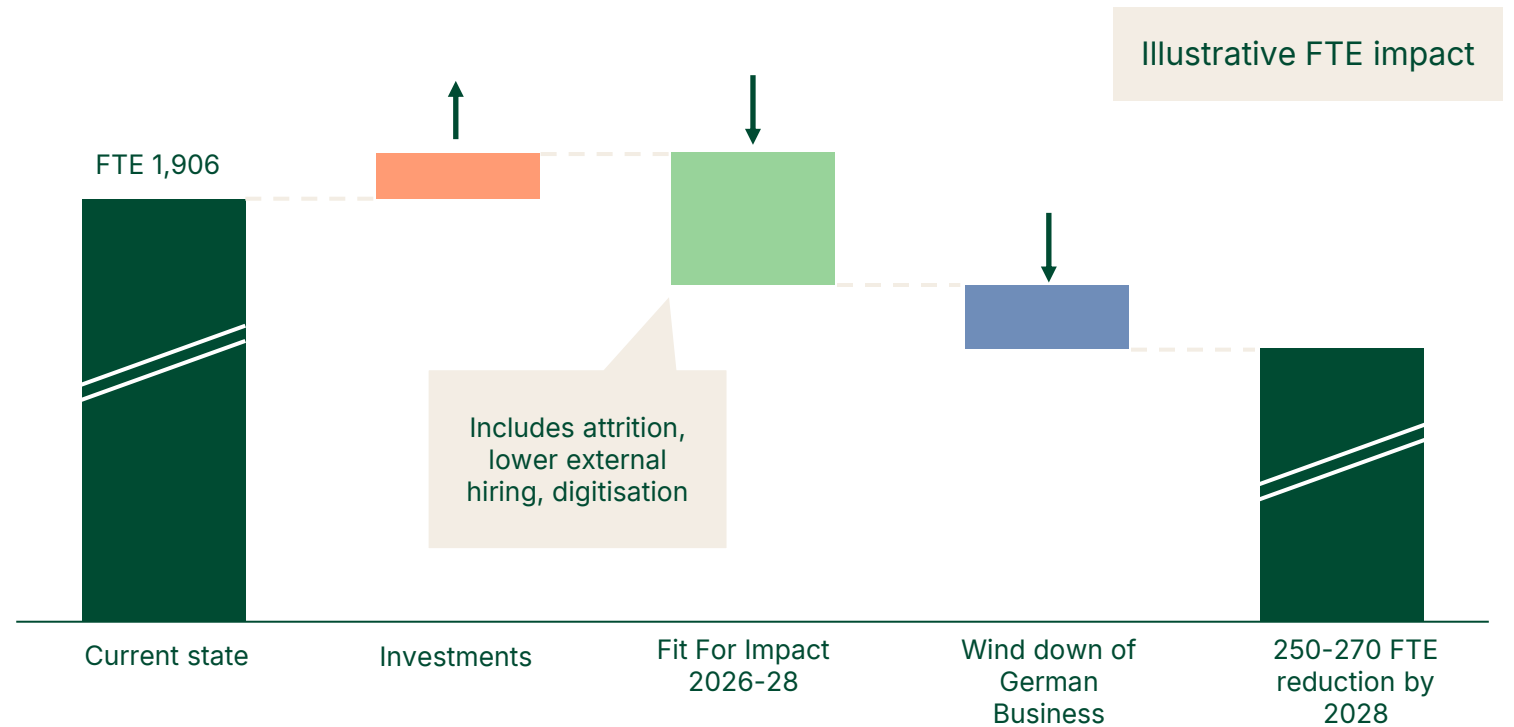 Illustrative FTE impact
FTE 1,906
Includes attrition,
lower external
hiring, digitisation
Current state
Investments
Fit For Impact
2026-28
Wind down of
German
Business
250-270 FTE
reduction by
2028